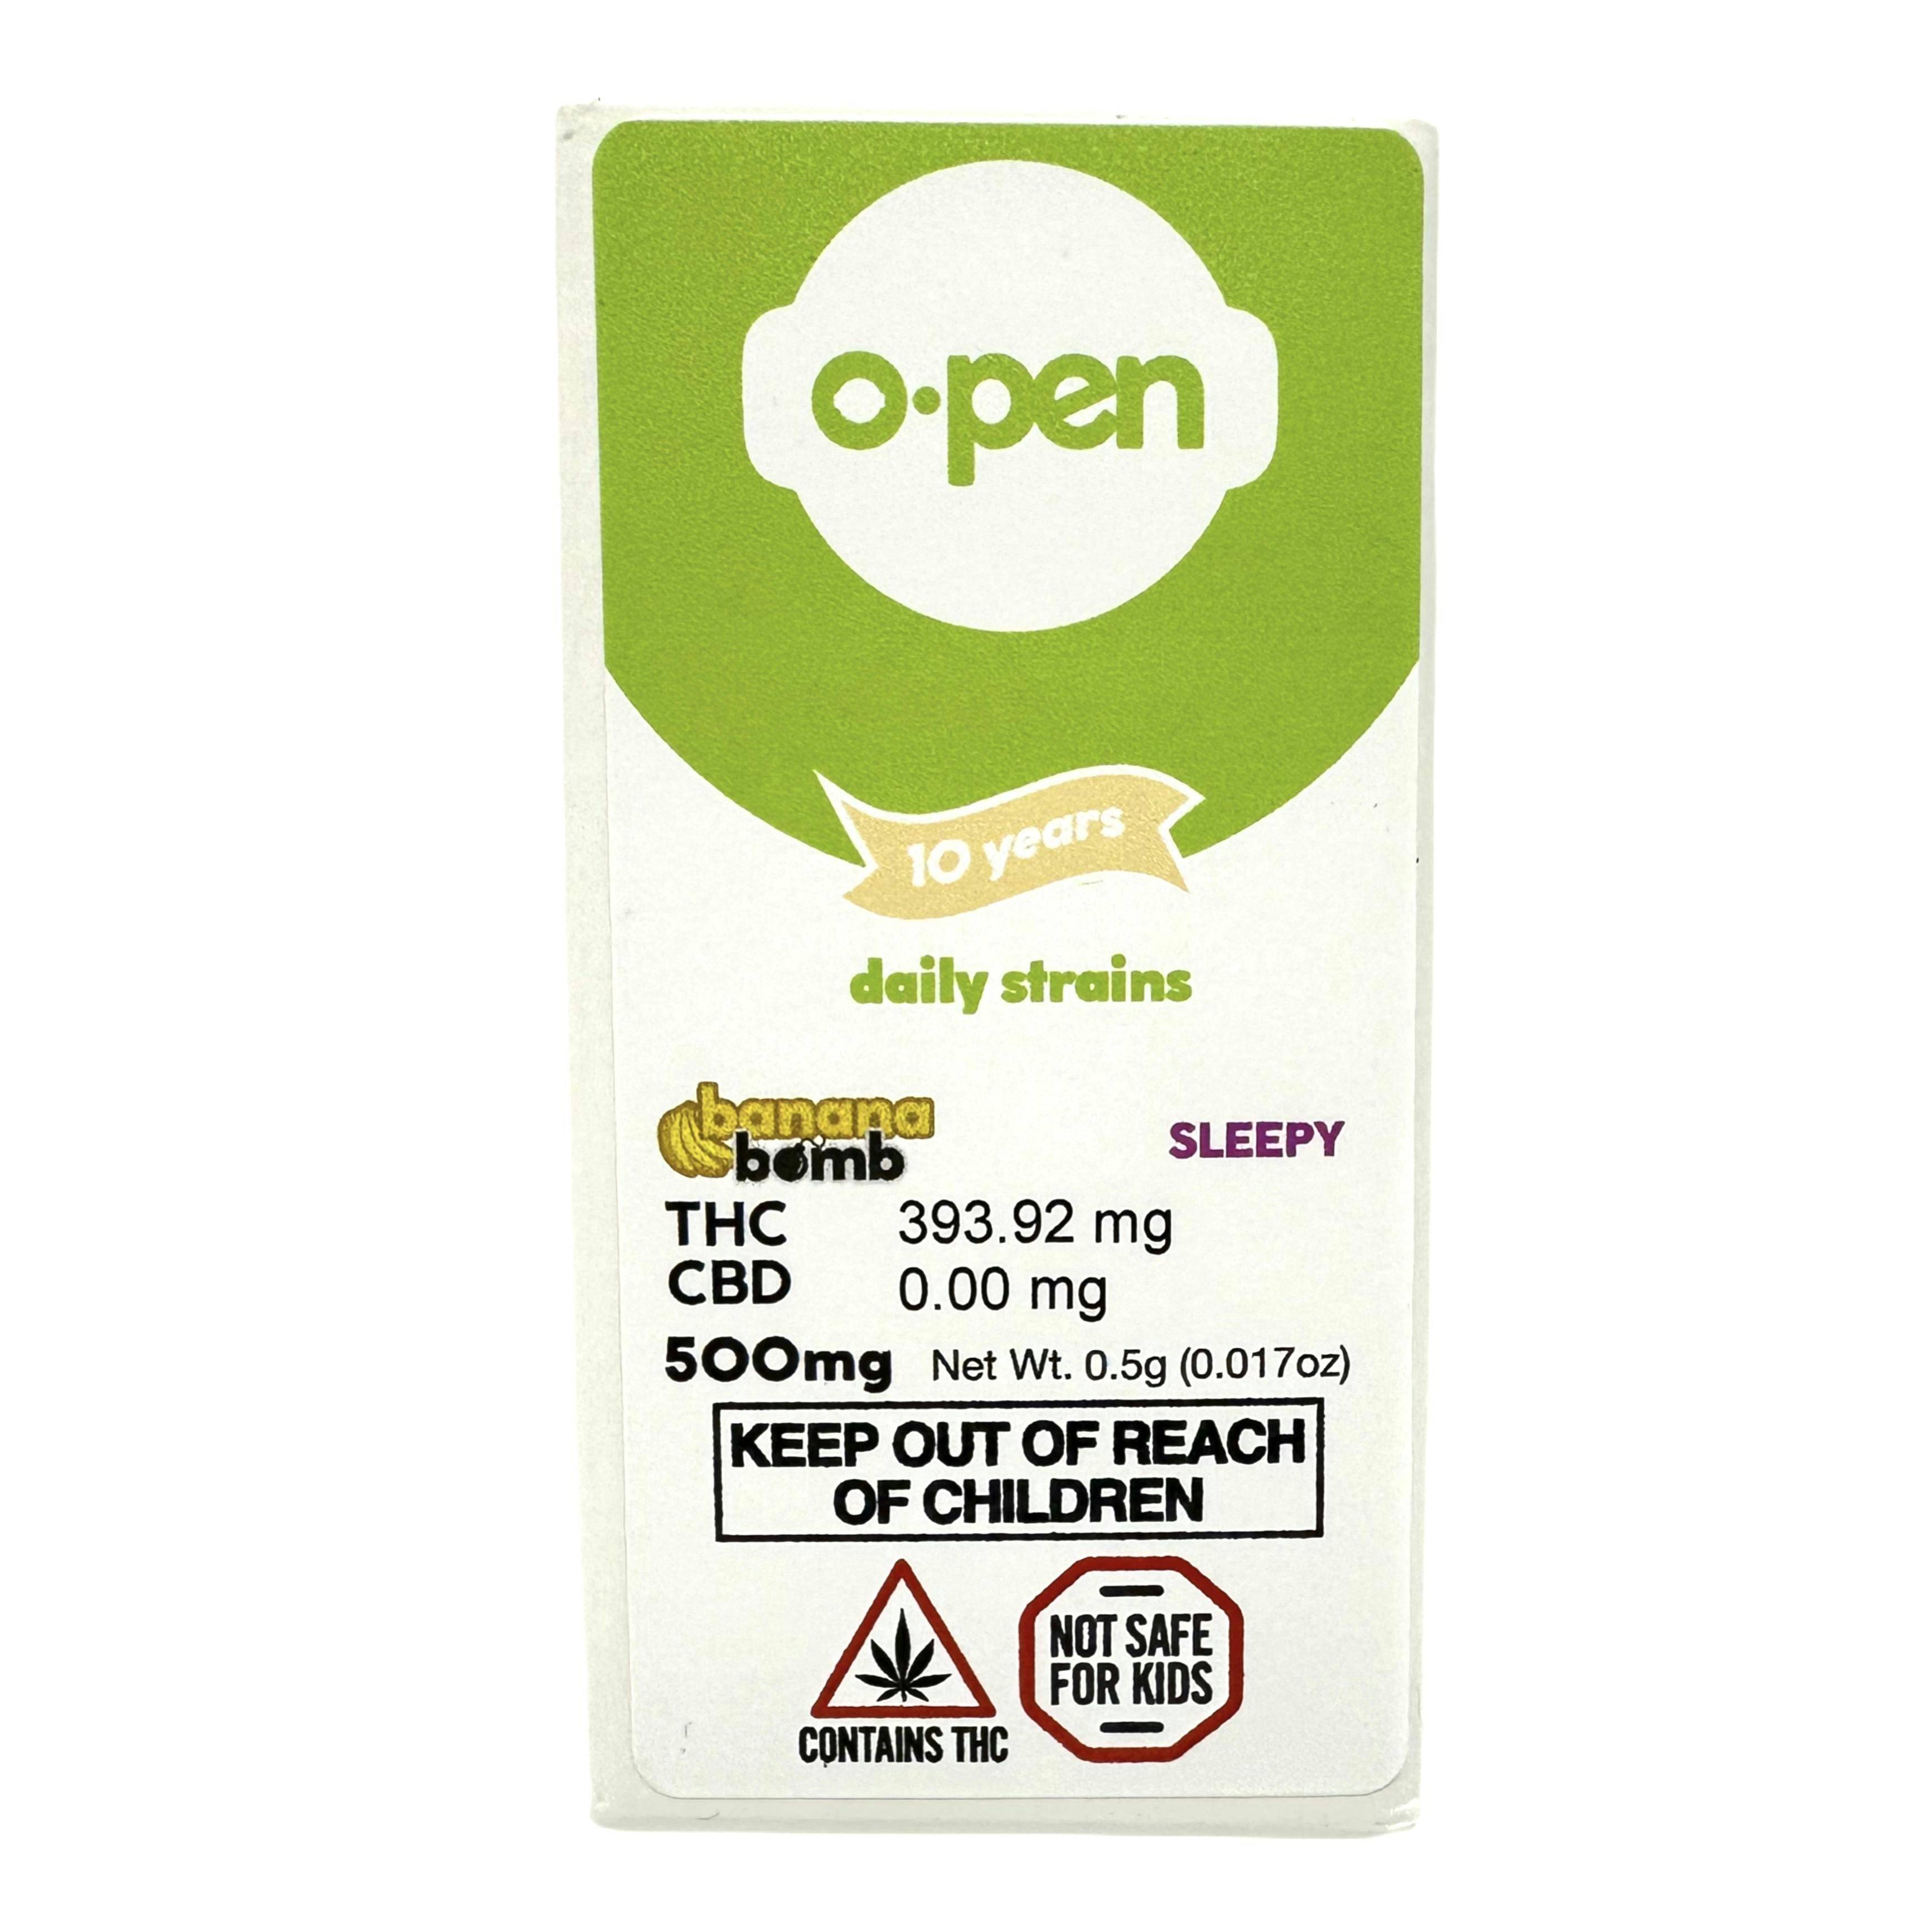 o·pen
10 years
daily strains
banana
bomb
SLEEPY
THC 393.92 mg
CBD 0.00 mg
500mg Net Wt. 0.5g (0.017oz)
KEEP OUT OF REACH
OF CHILDREN
CONTAINS THC
NOT SAFE
FOR KIDS